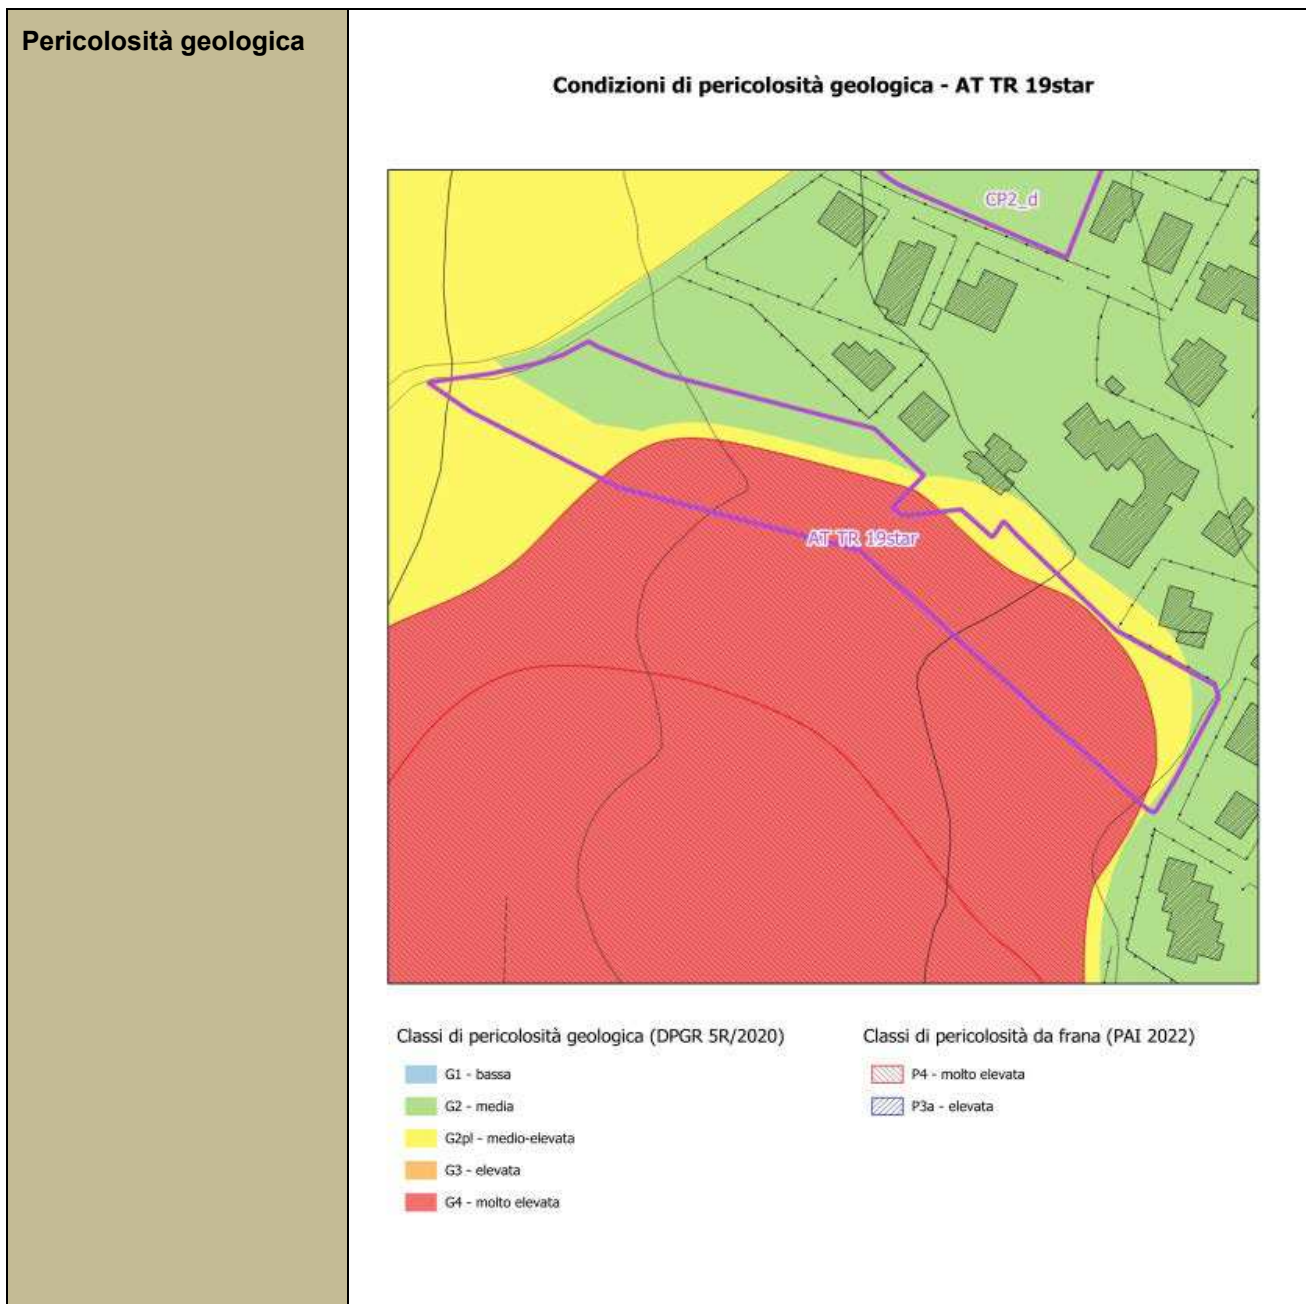 Pericolosità geologica
Condizioni di pericolosità geologica - AT TR 19star
CP2_d
AT TR 19star
Classi di pericolosità geologica (DPGR 5R/2020)
G1 - bassa
G2 - media
G2pl - medio-elevata
G3 - elevata
G4 - molto elevata
Classi di pericolosità da frana (PAI 2022)
P4 - molto elevata
P3a - elevata